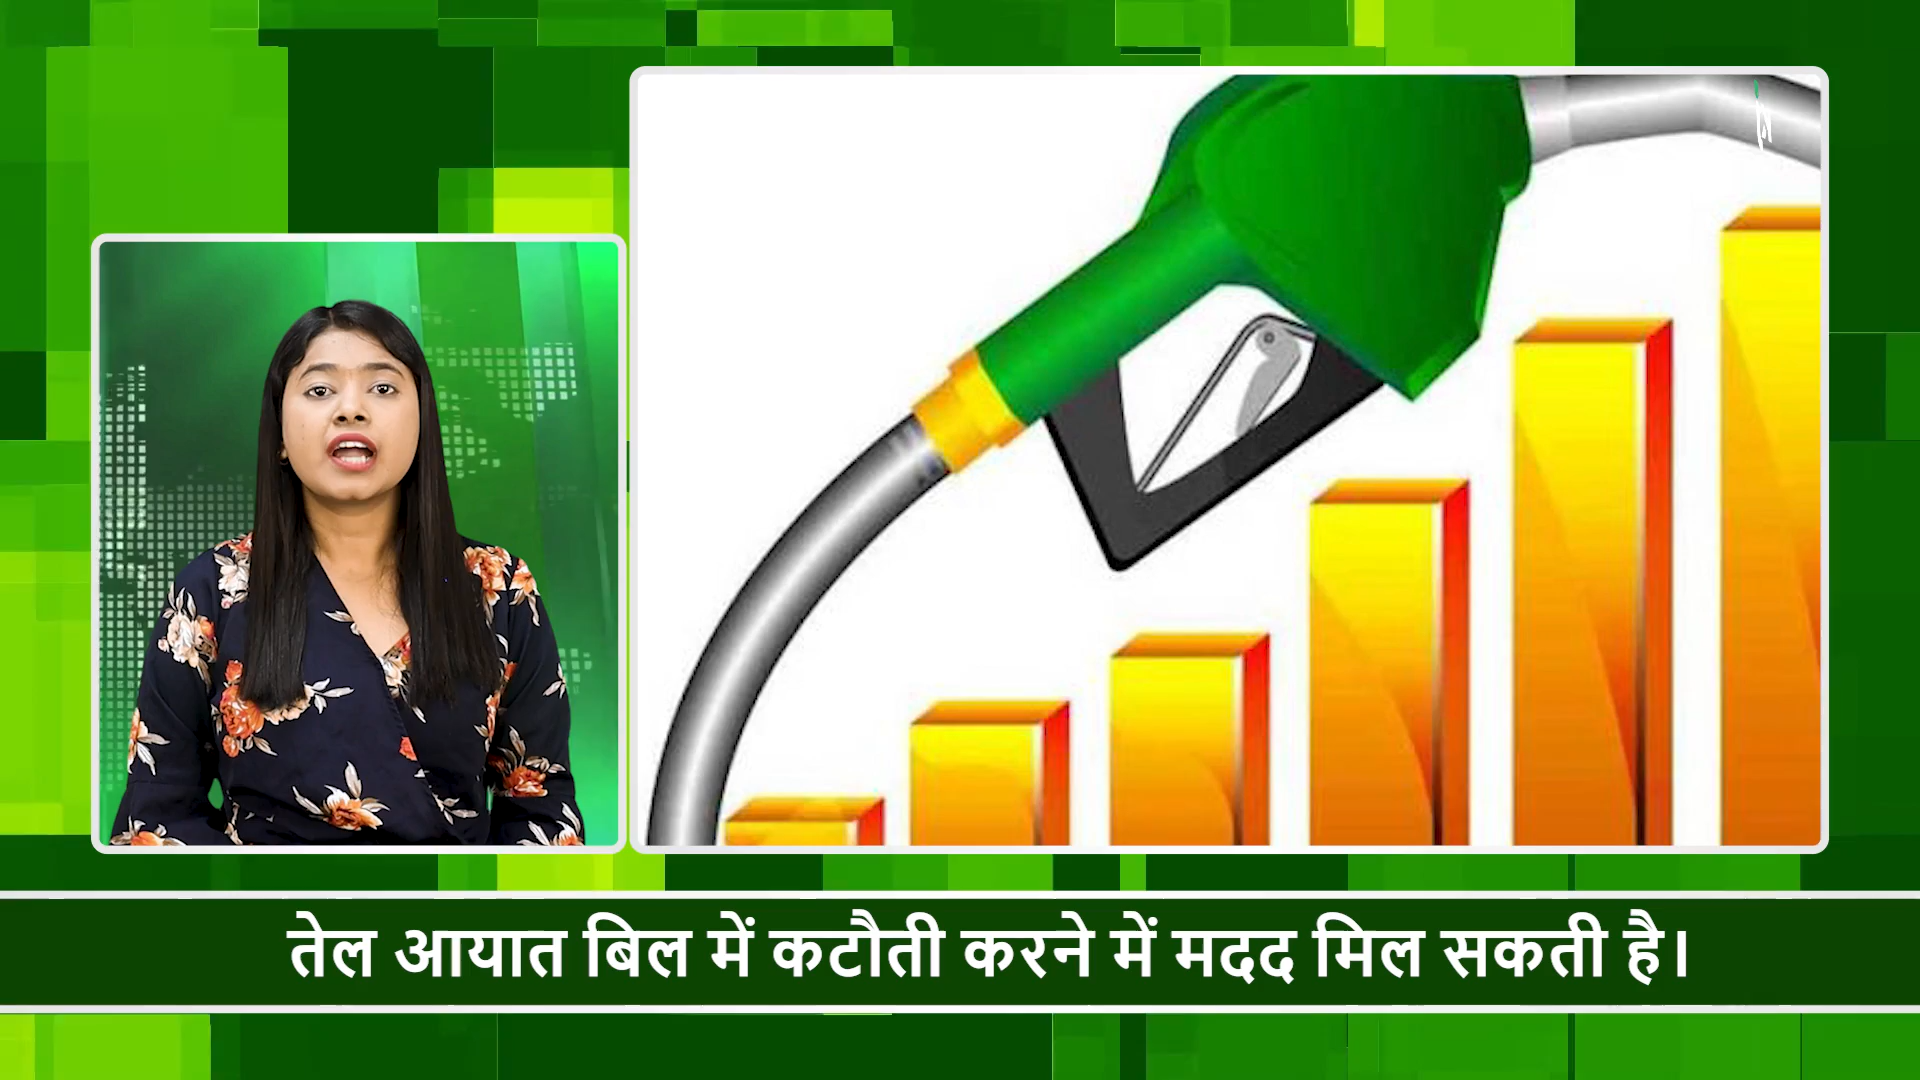 तेल आयात बिल में कटौती करने में मदद मिल सकती है।